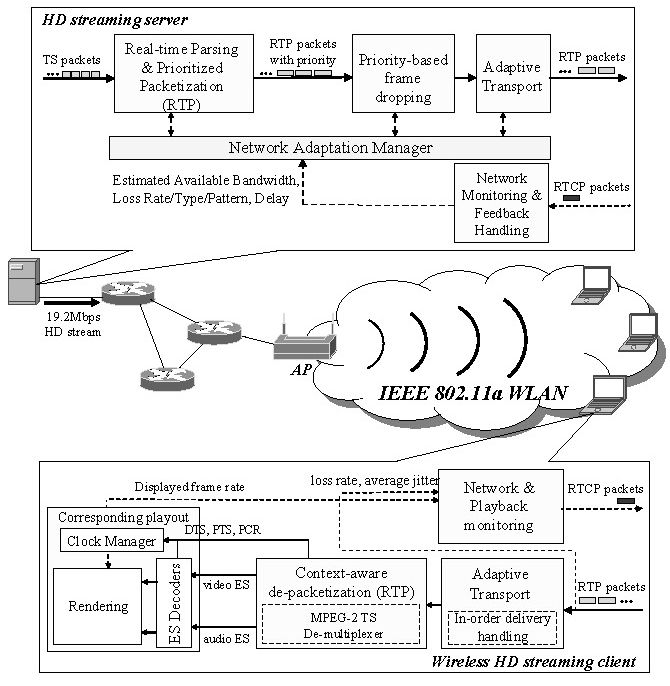 HD streaming server
TS packets
Real-time Parsing
& Prioritized
Packetization
(RTP)
RTP packets
with priority
Priority-based
frame
dropping
Adaptive
Transport
RTP packets
Network Adaptation Manager
Estimated Available Bandwidth,
Loss Rate/Type/Pattern, Delay
Network
Monitoring &
Feedback
Handling
RTCP packets
19.2Mbps
HD stream
AP
IEEE 802.11a WLAN
Displayed frame rate
loss rate, average jitter
Network &
Playback
monitoring
RTCP packets
Corresponding playout
Clock Manager
DTS, PTS, PCR
Rendering
ES Decoders
video ES
audio ES
Context-aware
de-packetization (RTP)
MPEG-2 TS
De-multiplexer
Adaptive
Transport
In-order delivery
handling
RTP packets
Wireless HD streaming client